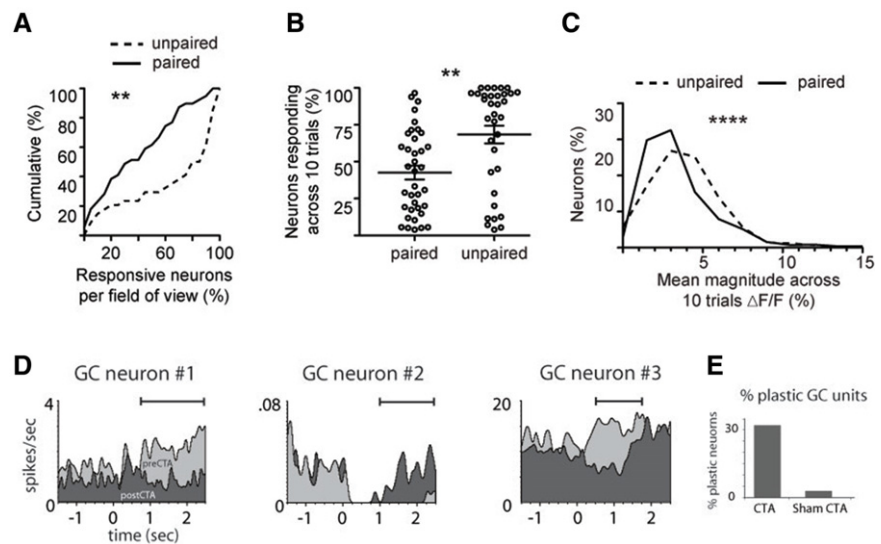 A
unpaired
paired
**
Cumulative (%)
100
80
60
40
20
20
60
100
Responsive neurons
per field of view (%)
B
**
Neurons responding
across 10 trials (%)
100
75
50
25
paired
unpaired
C
unpaired
paired
****
Neurons (%)
30
20
10
5
10
15
Mean magnitude across
10 trials ΔF/F (%)
D
GC neuron #1
4
0
spikes/sec
preCTA
postCTA
-1
0
1
2
time (sec)
GC neuron #2
.08
0
-1
0
1
2
GC neuron #3
20
0
-1
0
1
2
E
% plastic GC units
% plastic neuorns
30
0
CTA
Sham CTA